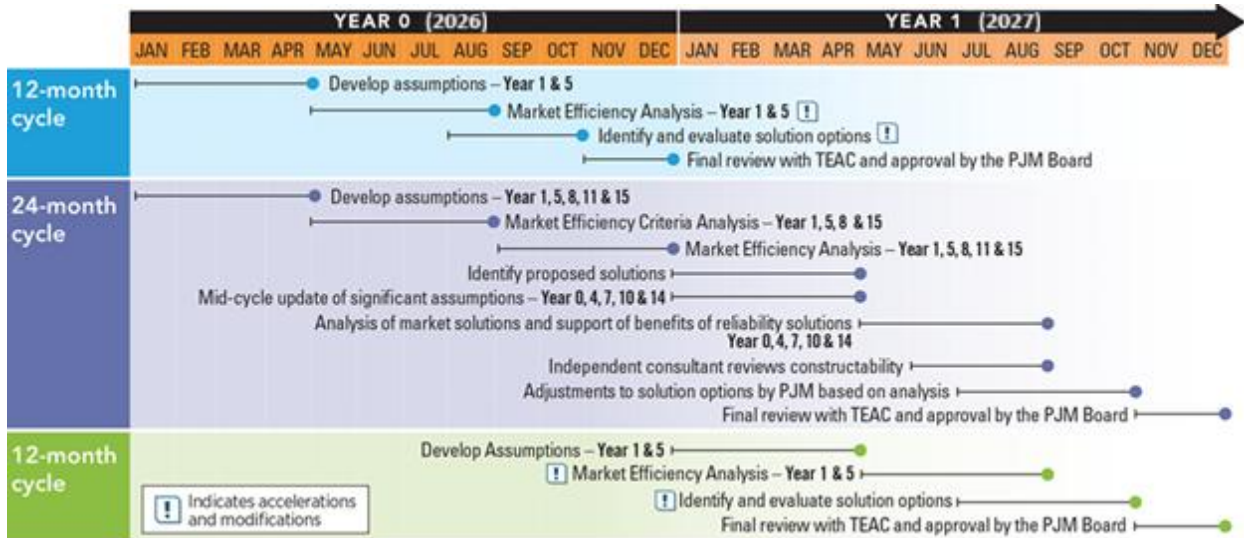 YEAR 0 (2026)
YEAR 1 (2027)
JAN FEB MAR APR MAY JUN JUL AUG SEP OCT NOV DEC JAN FEB MAR APR MAY JUN JUL AUG SEP OCT NOV DEC
12-month
cycle
Develop assumptions – Year 1 & 5
Market Efficiency Analysis – Year 1 & 5 !
Identify and evaluate solution options !
Final review with TEAC and approval by the PJM Board
24-month
cycle
Develop assumptions – Year 1, 5, 8, 11 & 15
Market Efficiency Criteria Analysis – Year 1, 5, 8 & 15
Market Efficiency Analysis – Year 1, 5, 8, 11 & 15
Identify proposed solutions
Mid-cycle update of significant assumptions – Year 0, 4, 7, 10 & 14
Analysis of market solutions and support of benefits of reliability solutions
Year 0, 4, 7, 10 & 14
Independent consultant reviews constructability
Adjustments to solution options by PJM based on analysis
Final review with TEAC and approval by the PJM Board
12-month
cycle
Develop Assumptions – Year 1 & 5
! Market Efficiency Analysis – Year 1 & 5
! Identify and evaluate solution options
Final review with TEAC and approval by the PJM Board
! Indicates accelerations
and modifications